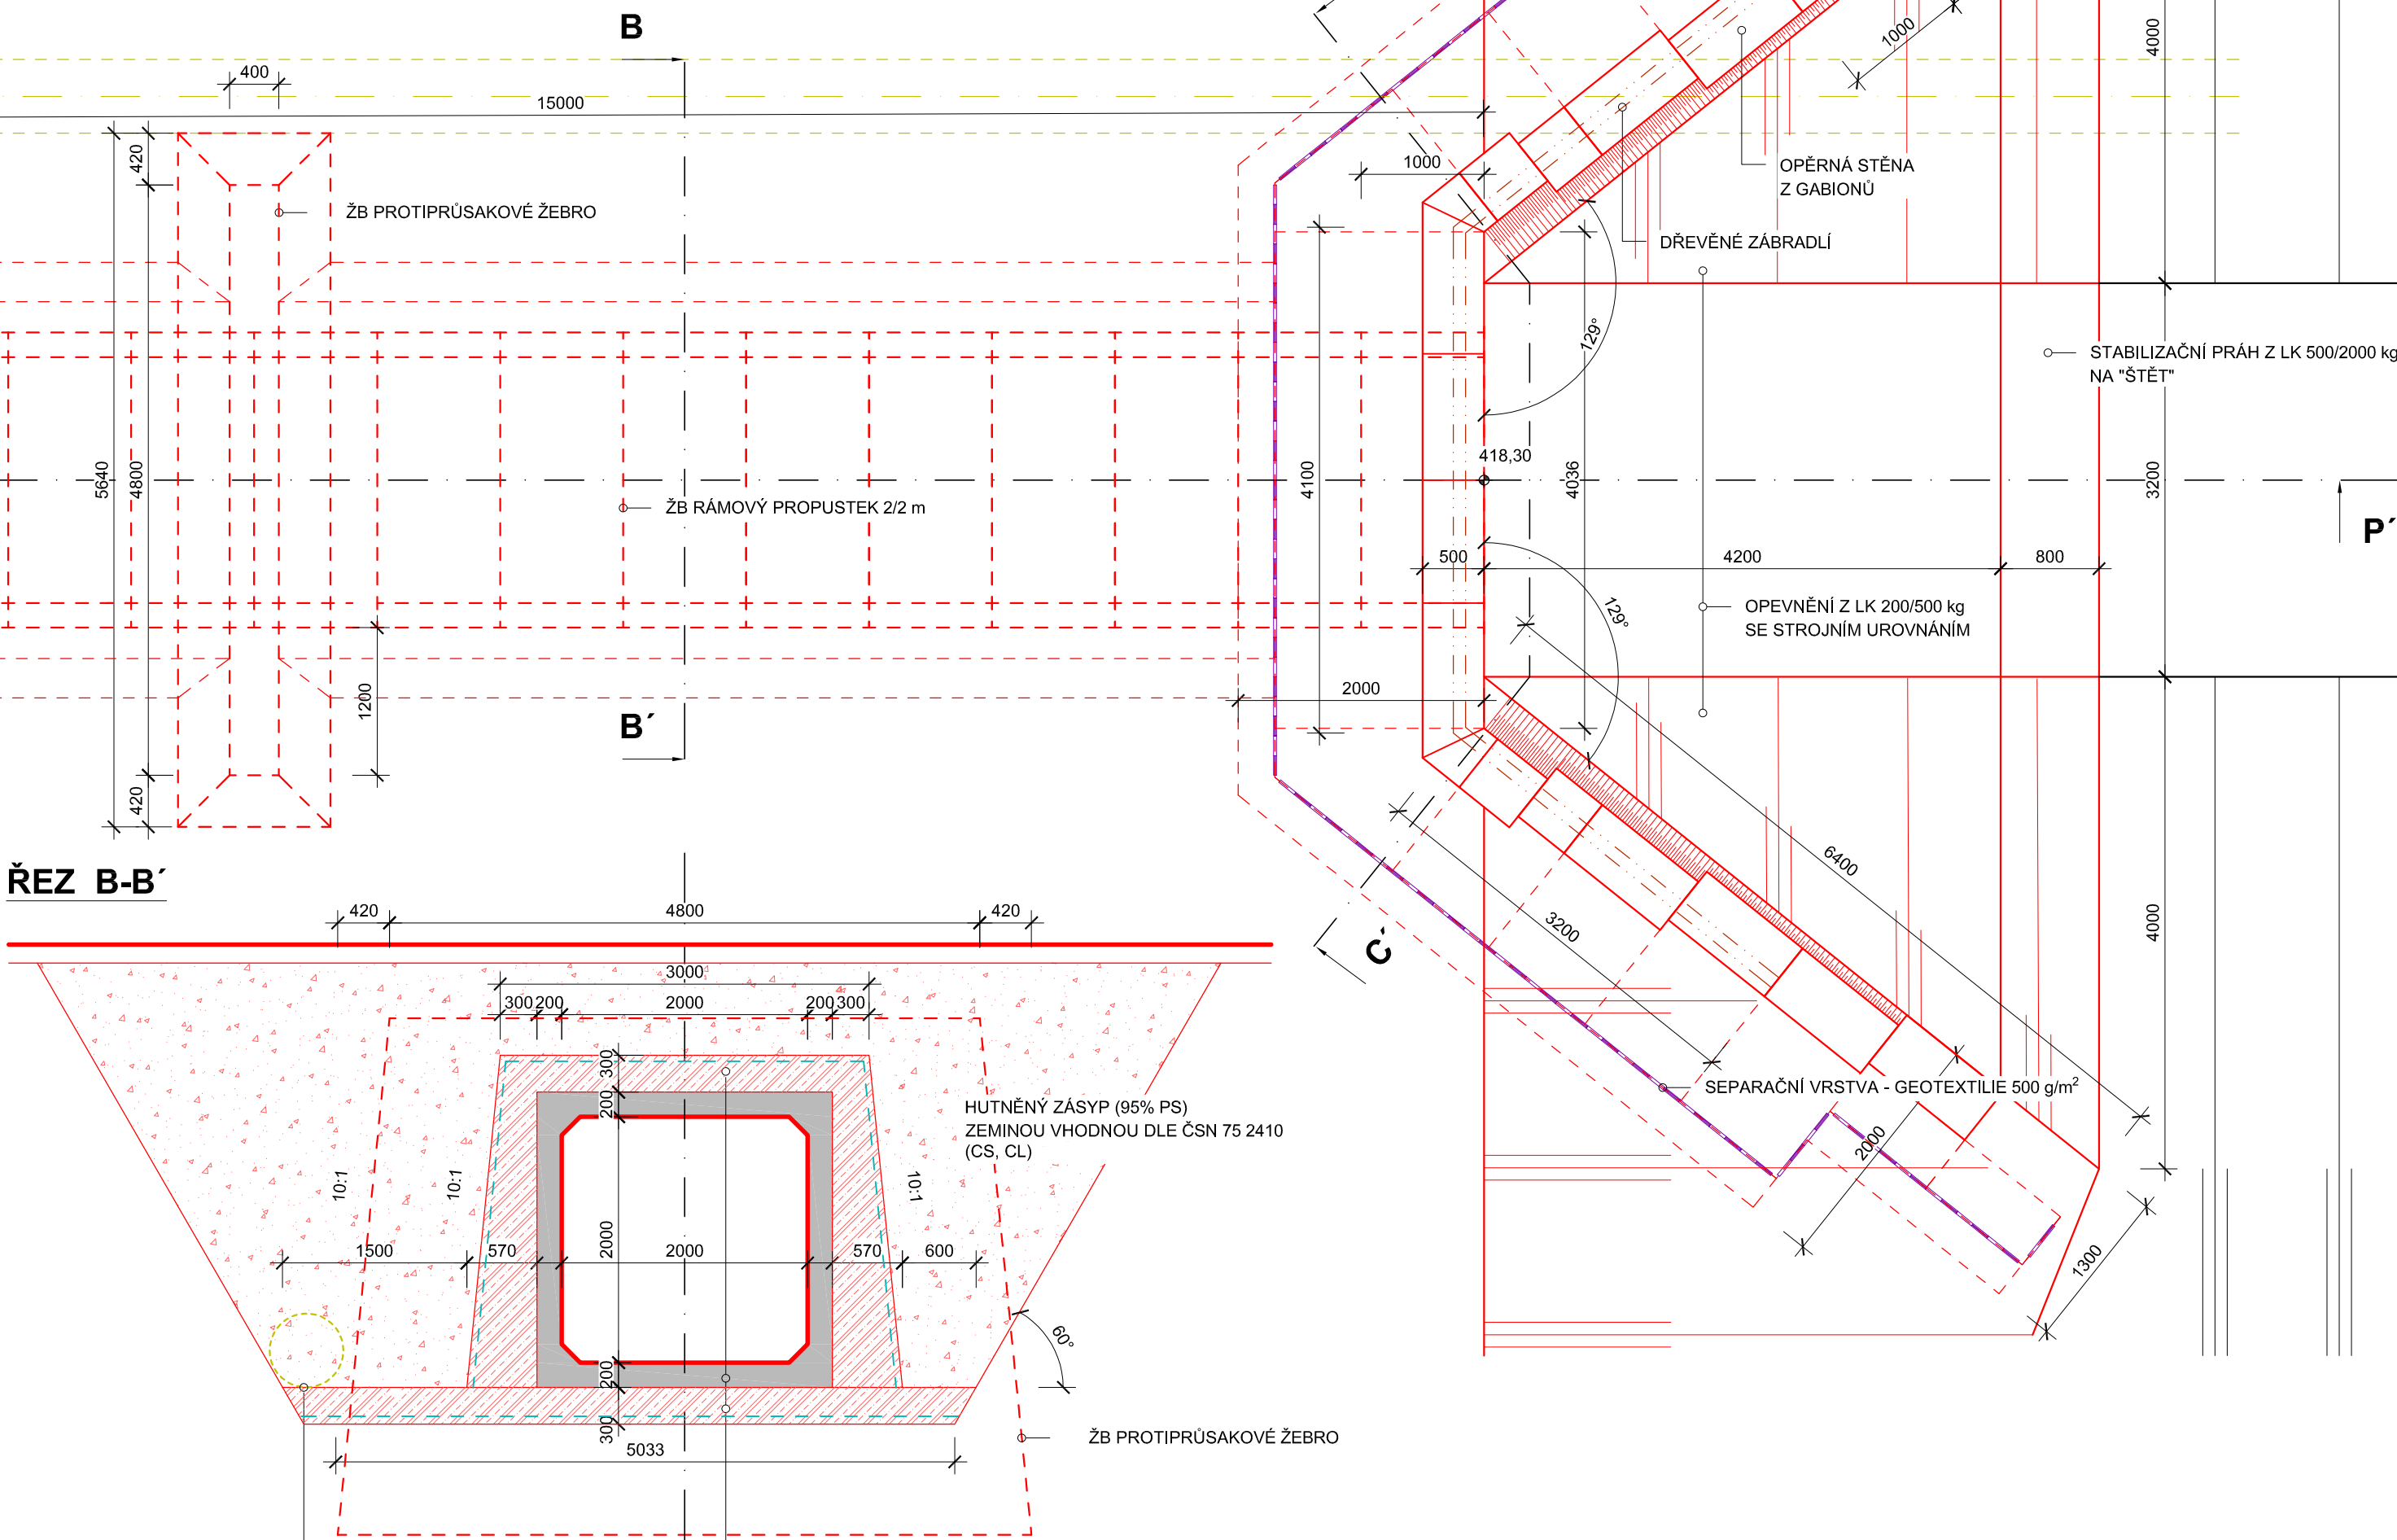 B
400
15000
420
5640
4800
ŽB PROTIPRŮSAKOVÉ ŽEBRO
1000
1000
4000
OPĚRNÁ STĚNA
Z GABIONŮ
DŘEVĚNÉ ZÁBRADLÍ
129°
STABILIZAČNÍ PRÁH Z LK 500/2000 kg
NA "ŠTĚT"
418,30
4100
4036
3200
ŽB RÁMOVÝ PROPUSTEK 2/2 m
P´
500
4200
800
129°
OPEVNĚNÍ Z LK 200/500 kg
SE STROJNÍM UROVNÁNÍM
1200
2000
B´
420
6400
3200
C´
4000
SEPARAČNÍ VRSTVA - GEOTEXTILIE 500 g/m²
2000
1300
ŘEZ B-B´
420
4800
420
3000
300
200
2000
200
300
300
200
HUTNĚNÝ ZÁSYP (95% PS)
ZEMINOU VHODNOU DLE ČSN 75 2410
(CS, CL)
10:1
10:1
10:1
1500
570
2000
2000
570
600
60°
200
300
5033
ŽB PROTIPRŮSAKOVÉ ŽEBRO